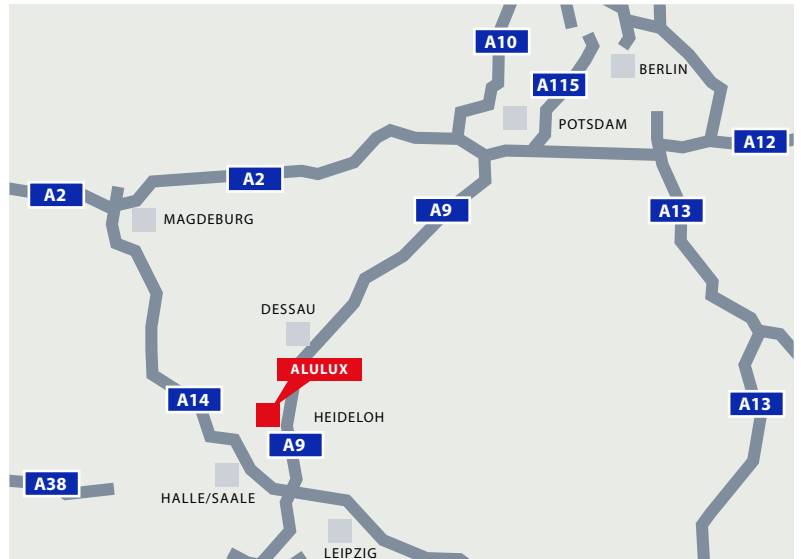 A10
BERLIN
A115
POTSDAM
A12
A2
A2
A9
A13
MAGDEBURG
DESSAU
ALULUX
A14
HEIDELOH
A13
A9
A38
HALLE/SAALE
LEIPZIG